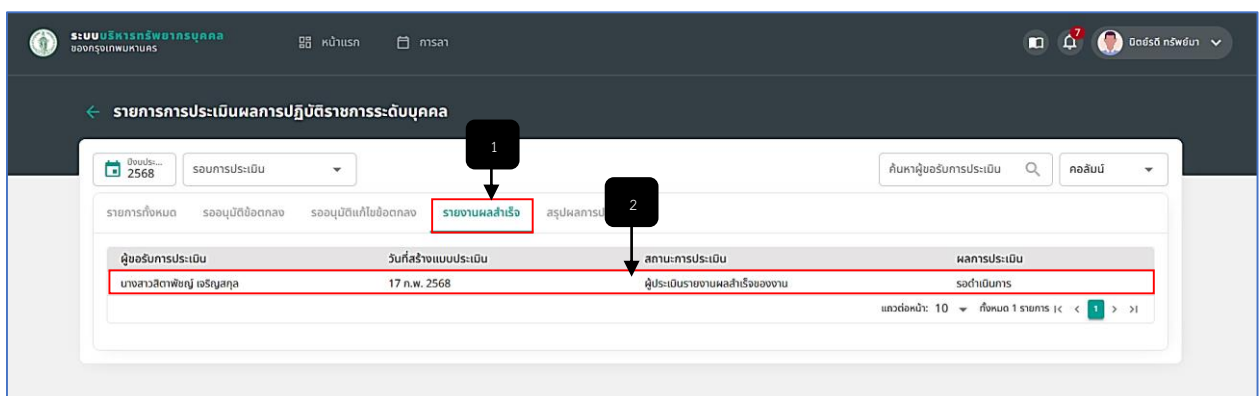 ระบบบริหารทรัพยากรบุคคล
ของกรุงเทพมหานคร
หน้าแรก
การลา
7
นิตย์รดี ทรัพย์มา
รายการการประเมินผลการปฏิบัติราชการระดับบุคคล
1
ปีงบประ...
2568
รอบการประเมิน
ค้นหาผู้ขอรับการประเมิน
คอลัมน์
รายการทั้งหมด รออนุมัติข้อตกลง รออนุมัติแก้ไขข้อตกลง รายงานผลสำเร็จ สรุปผลการป
2
ผู้ขอรับการประเมิน วันที่สร้างแบบประเมิน สถานะการประเมิน ผลการประเมิน
นางสาวสิตาพัชญ์ เจริญสกุล 17 ก.พ. 2568 ผู้ประเมินรายงานผลสำเร็จของงาน รอดำเนินการ
แถวต่อหน้า: 10 ทั้งหมด 1 รายการ |< < 1 > >|